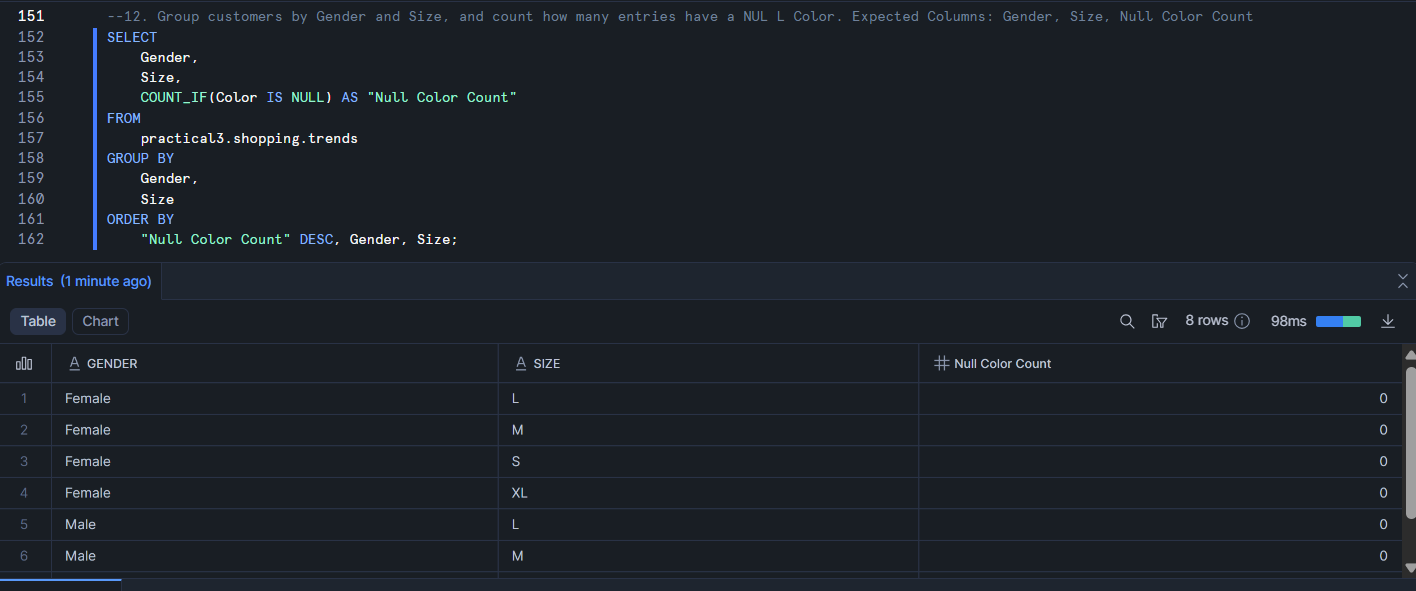 151 --12. Group customers by Gender and Size, and count how many entries have a NUL L Color. Expected Columns: Gender, Size, Null Color Count
152 SELECT
153 Gender,
154 Size,
155 COUNT_IF(Color IS NULL) AS "Null Color Count"
156 FROM
157 practical3.shopping.trends
158 GROUP BY
159 Gender,
160 Size
161 ORDER BY
162 "Null Color Count" DESC, Gender, Size;
Results (1 minute ago)
Table Chart 8 rows 98ms
A GENDER A SIZE # Null Color Count
1 Female L 0
2 Female M 0
3 Female S 0
4 Female XL 0
5 Male L 0
6 Male M 0